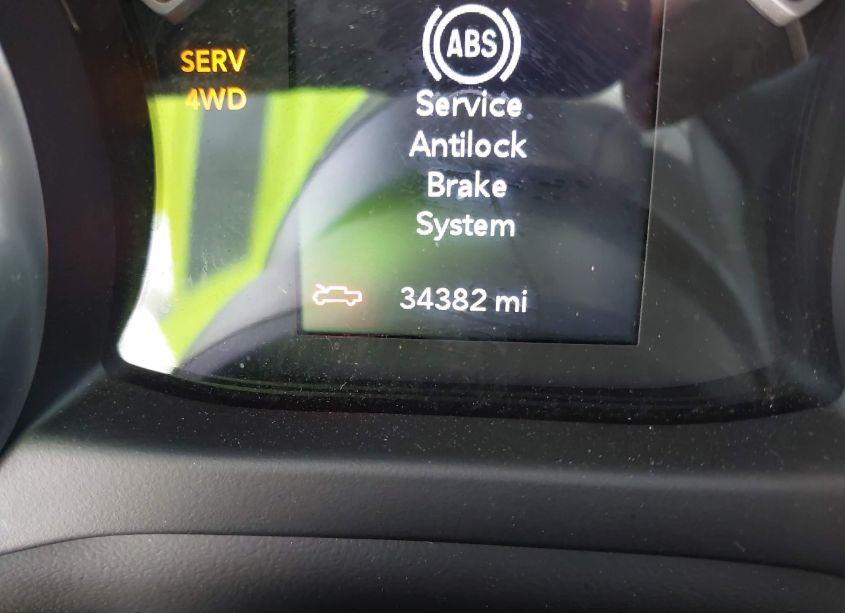 SERV
4WD
ABS
Service
Antilock
Brake
System
34382 mi